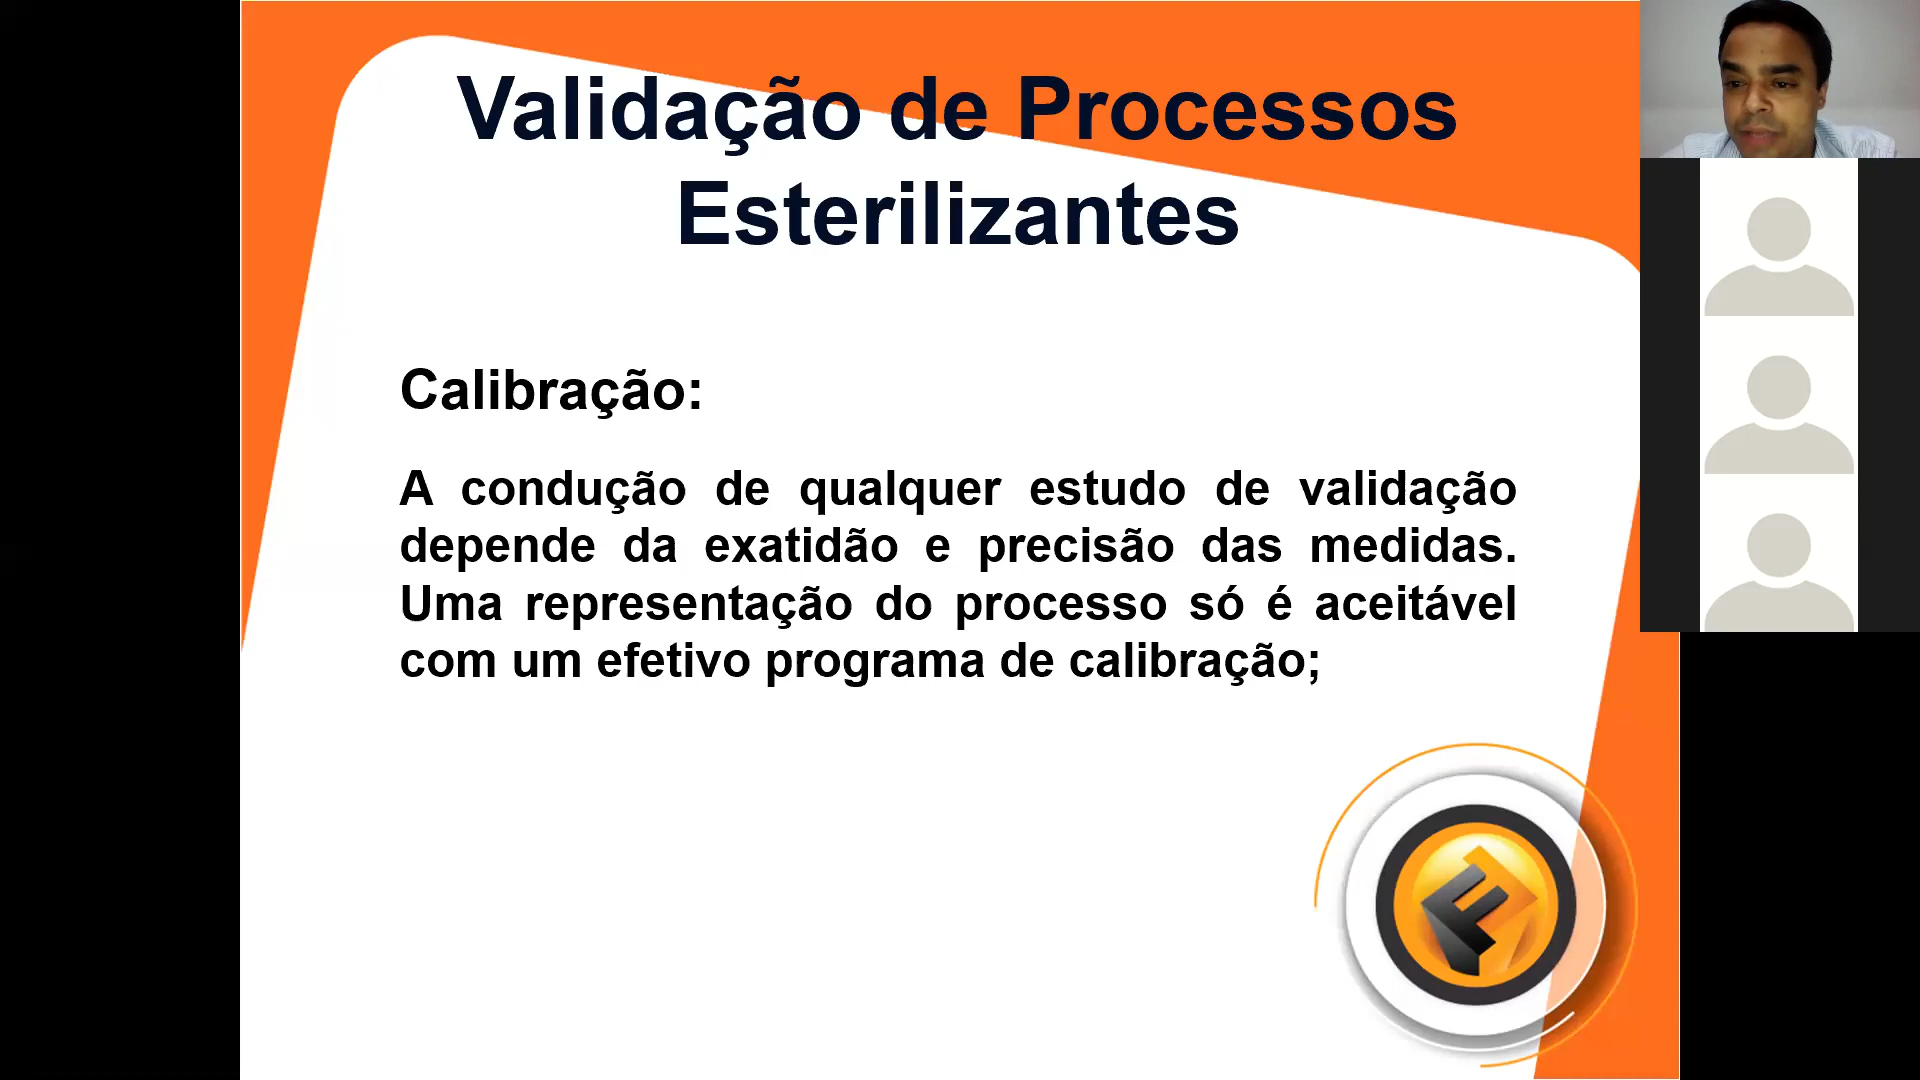 Validação de Processos
Esterilizantes
Calibração:
A condução de qualquer estudo de validação
depende da exatidão e precisão das medidas.
Uma representação do processo só é aceitável
com um efetivo programa de calibração;